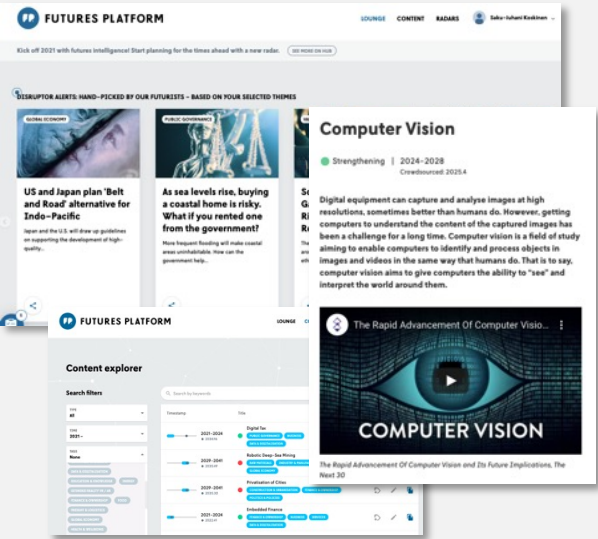 FUTURES PLATFORM
LOUNGE CONTENT RADARS Saku-Juhani Koskinen
Kick off 2021 with futures intelligence! Start planning for the times ahead with a new radar. SEE MORE ON HUB
DISRUPTOR ALERTS: HAND-PICKED BY OUR FUTURISTS - BASED ON YOUR SELECTED THEMES
GLOBAL ECONOMY
US and Japan plan 'Belt
and Road' alternative for
Indo-Pacific
Japan and the U.S. will draw up guidelines
on supporting the development of high-
quality...
PUBLIC GOVERNANCE
As sea levels rise, buying
a coastal home is risky.
What if you rented one
from the government?
More frequent flooding will make coastal
areas uninhabitable. How can the
government help...
Computer Vision
Strengthening | 2024-2028
Crowdsourced: 2025.4
Digital equipment can capture and analyse images at high
resolutions, sometimes better than humans do. However, getting
computers to understand the content of the captured images has
been a challenge for a long time. Computer vision is a field of study
aiming to enable computers to identify and process objects in
images and videos in the same way that humans do. That is to say,
computer vision aims to give computers the ability to "see" and
interpret the world around them.
The Rapid Advancement Of Computer Visio...
COMPUTER VISION
The Rapid Advancement Of Computer Vision and Its Future Implications, The
Next 30
FUTURES PLATFORM
LOUNGE
Content explorer
Search filters
Search by keywords
TYPE
All
2021-
None
Timestamp Title
2021-2024
Digital Tax
2029-2041
Robotic Deep-Sea Mining
Privatisation of Cities
2021-2024
Embedded Finance